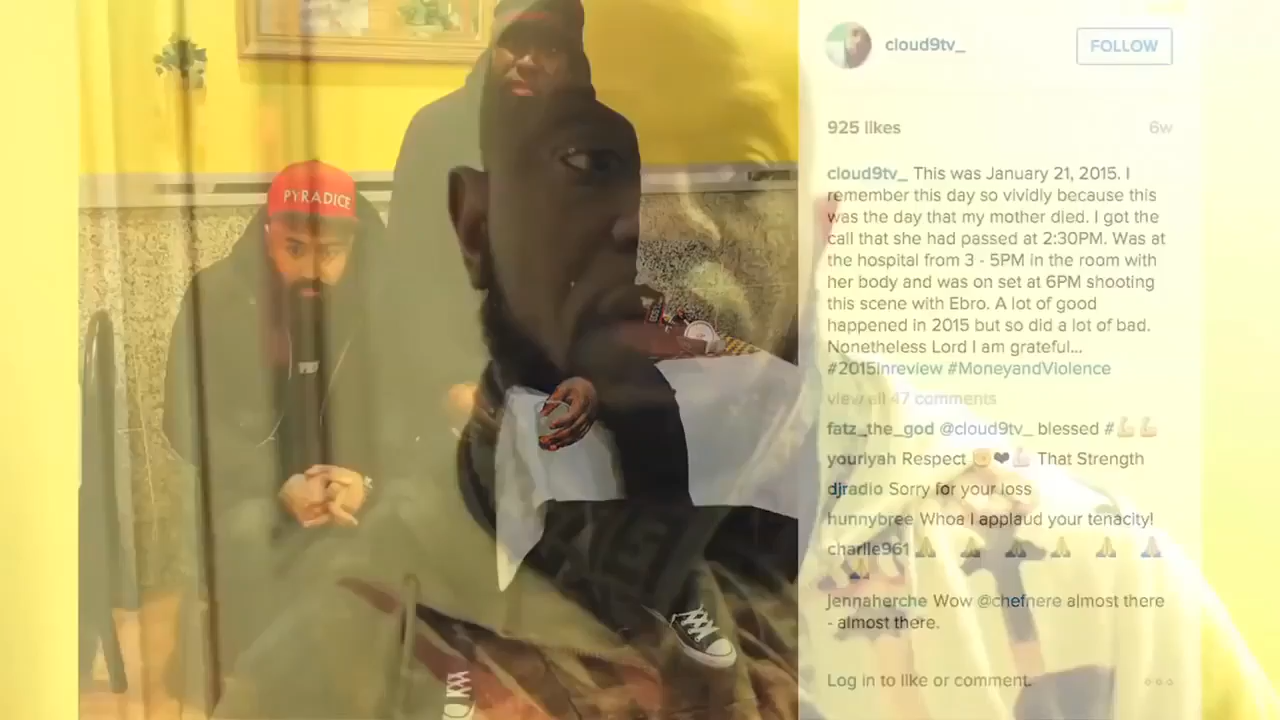 PYRADICE
cloud9tv_
FOLLOW
925 likes
6w
cloud9tv_ This was January 21, 2015. I
remember this day so vividly because this
was the day that my mother died. I got the
call that she had passed at 2:30PM. Was at
the hospital from 3 - 5PM in the room with
her body and was on set at 6PM shooting
this scene with Ebro. A lot of good
happened in 2015 but so did a lot of bad.
Nonetheless Lord I am grateful...
#2015inreview #MoneyandViolence
view all 47 comments
fatz_the_god @cloud9tv_ blessed #💪🏼💪🏼
youriyah Respect ✊🏼❤💪🏼 That Strength
djradio Sorry for your loss
hunnybree Whoa I applaud your tenacity!
charlie961 🙏 🙏 🙏 🙏 🙏 🙏
Jennaherche Wow @chefnere almost there
- almost there.
Log in to like or comment.